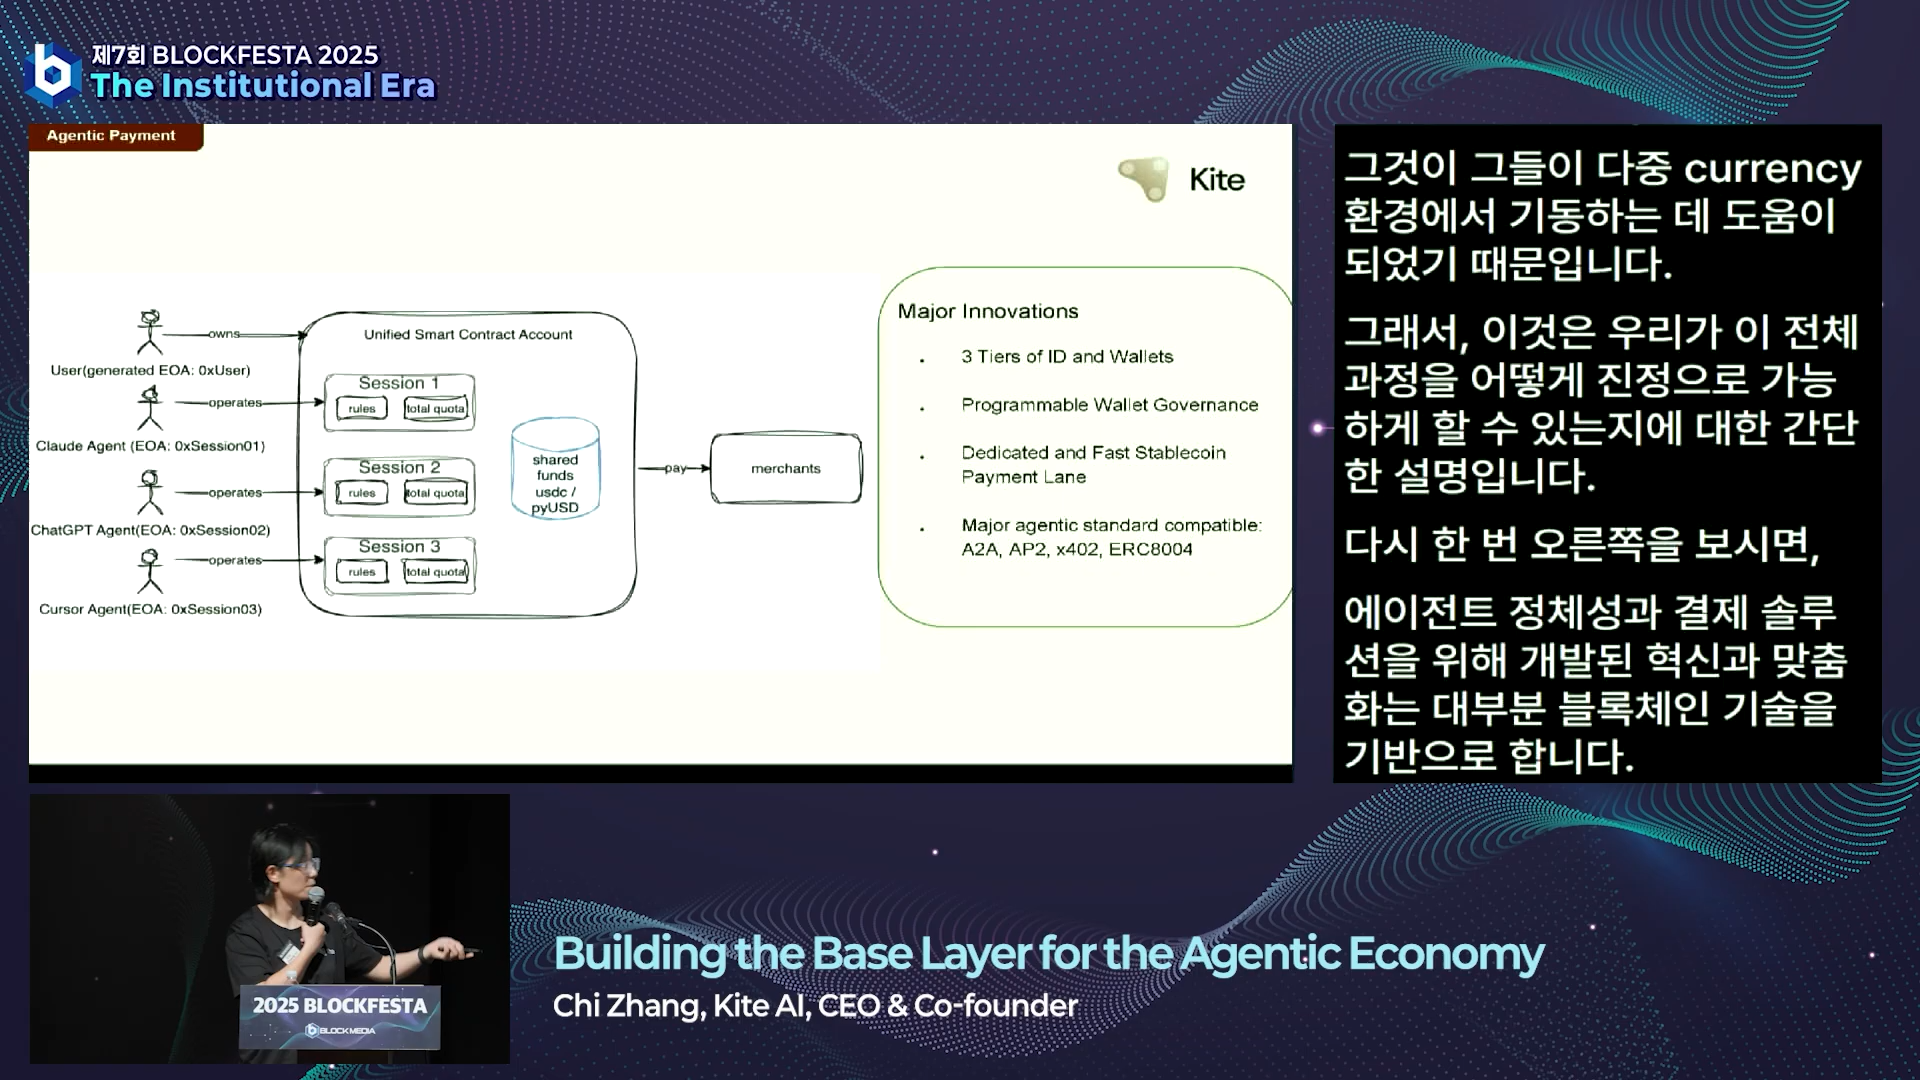 제7회 BLOCKFESTA 2025
The Institutional Era
Agentic Payment
Kite
owns
User(generated EOA: 0xUser)
operates
Claude Agent (EOA: 0xSession01)
operates
ChatGPT Agent(EOA: 0xSession02)
operates
Cursor Agent(EOA: 0xSession03)
Unified Smart Contract Account
Session 1
rules
total quota
Session 2
rules
total quota
Session 3
rules
total quota
shared
funds
usdc /
pyUSD
pay
merchants
Major Innovations
. 3 Tiers of ID and Wallets
. Programmable Wallet Governance
. Dedicated and Fast Stablecoin
Payment Lane
. Major agentic standard compatible:
A2A, AP2, x402, ERC8004
그것이 그들이 다중 currency
환경에서 기동하는 데 도움이
되었기 때문입니다.
그래서, 이것은 우리가 이 전체
과정을 어떻게 진정으로 가능
하게 할 수 있는지에 대한 간단
한 설명입니다.
다시 한 번 오른쪽을 보시면,
에이전트 정체성과 결제 솔루
션을 위해 개발된 혁신과 맞춤
화는 대부분 블록체인 기술을
기반으로 합니다.
2025 BLOCKFESTA
BLOCKMEDIA
Building the Base Layer for the Agentic Economy
Chi Zhang, Kite AI, CEO & Co-founder